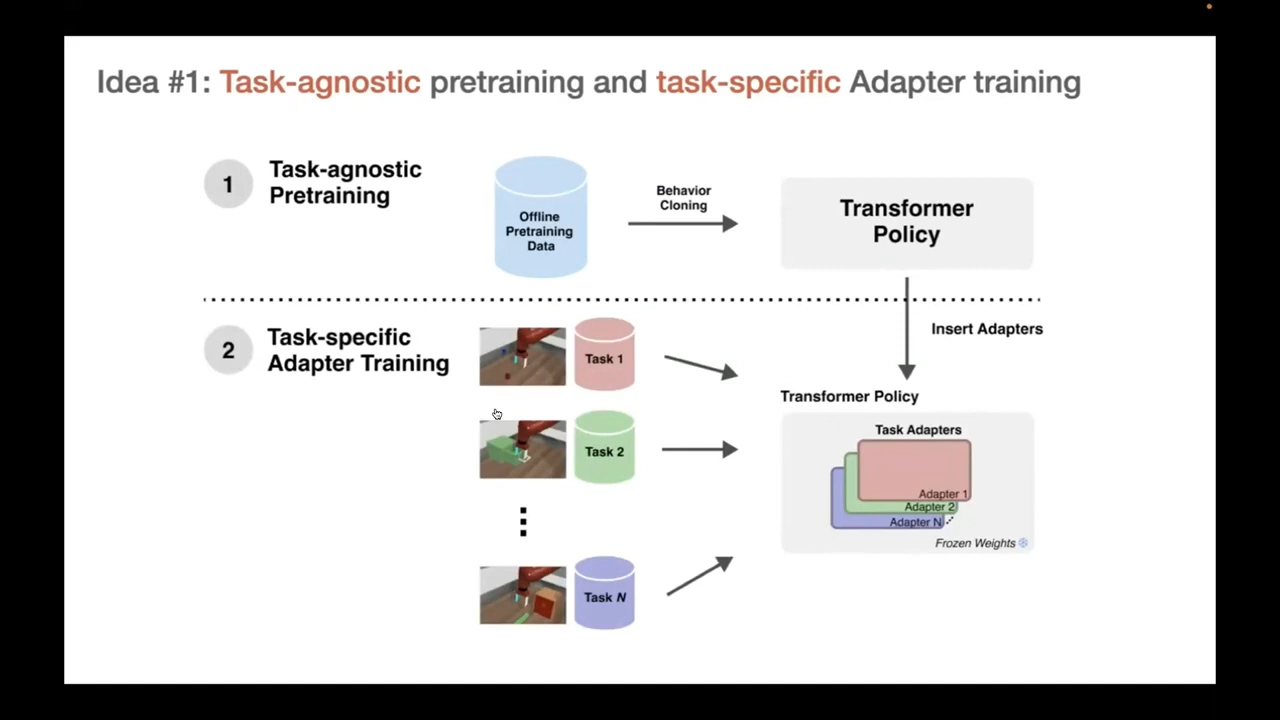 Idea #1: Task-agnostic pretraining and task-specific Adapter training
1
Task-agnostic
Pretraining
Offline
Pretraining
Data
Behavior
Cloning
Transformer
Policy
2
Task-specific
Adapter Training
Insert Adapters
Task 1
Task 2
Task N
Transformer Policy
Task Adapters
Adapter 1
Adapter 2
Adapter N
Frozen Weights